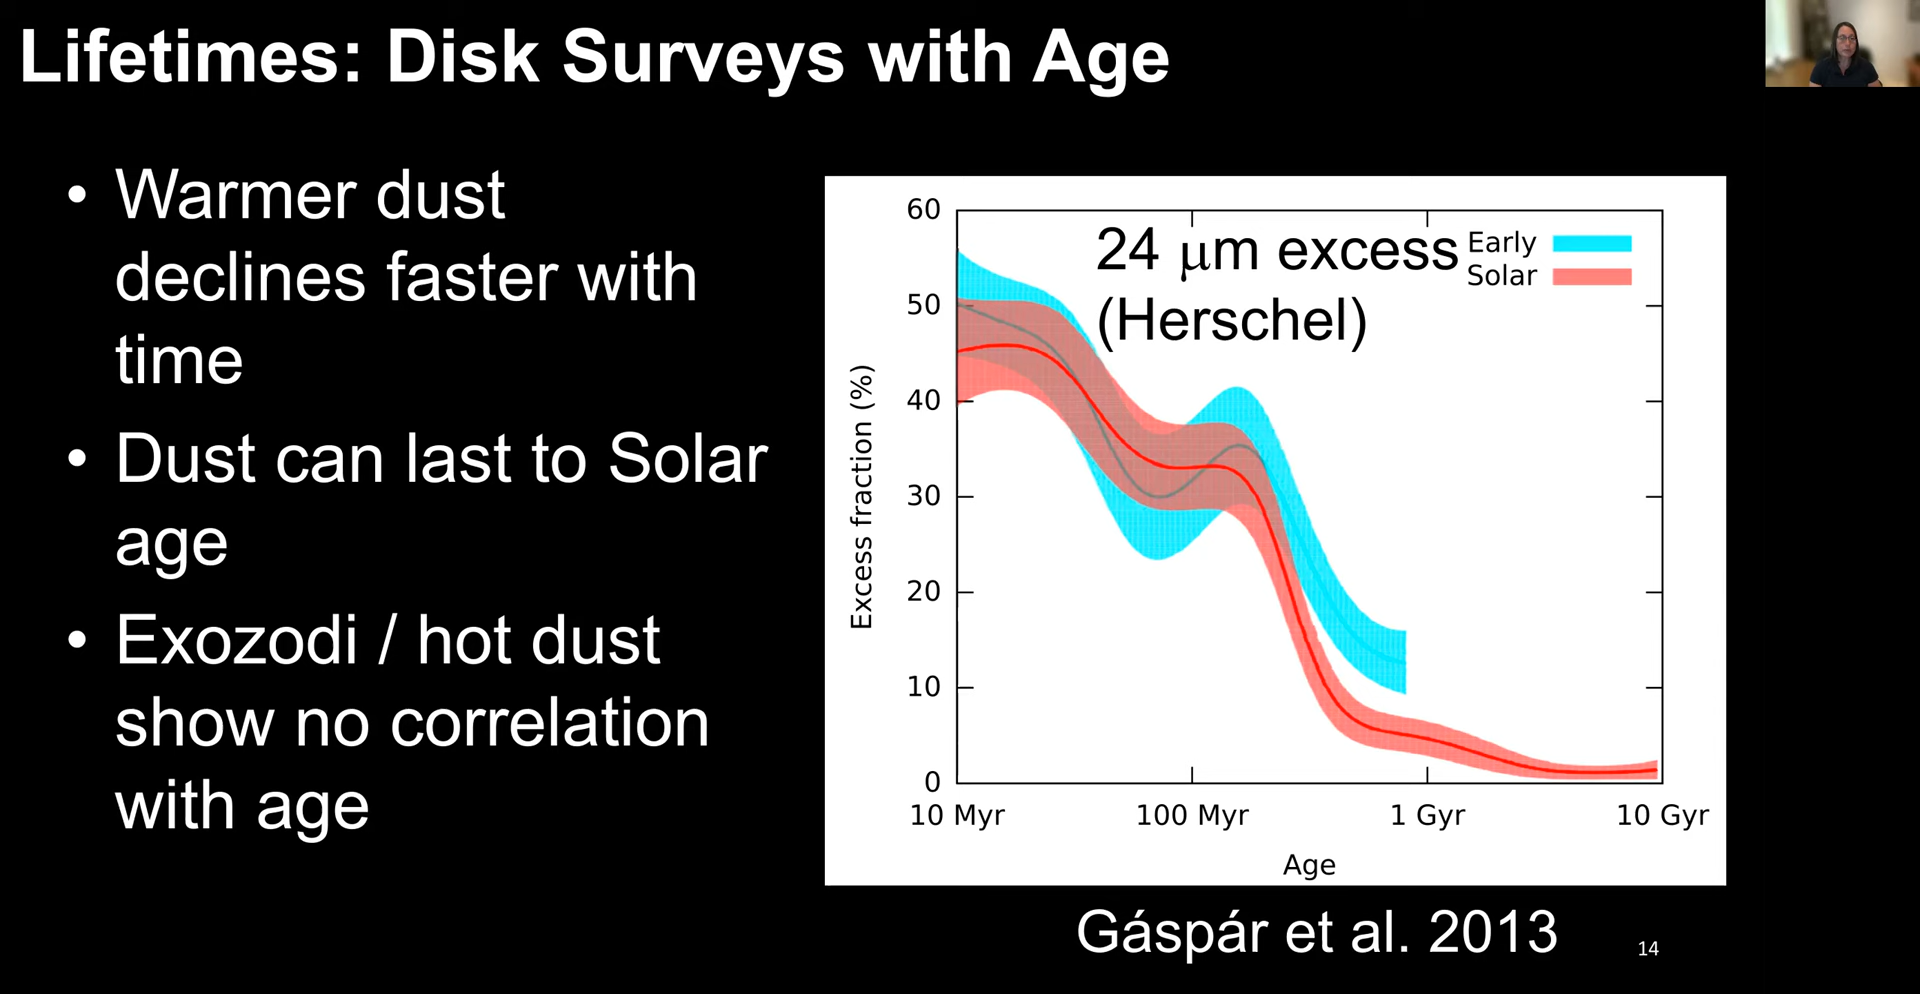 Lifetimes: Disk Surveys with Age
• Warmer dust
declines faster with
time
• Dust can last to Solar
age
• Exozodi / hot dust
show no correlation
with age
24 μm excess
(Herschel)
Early
Solar
Excess fraction (%)
60
50
40
30
20
10
0
10 Myr 100 Myr 1 Gyr 10 Gyr
Age
Gáspár et al. 2013
14